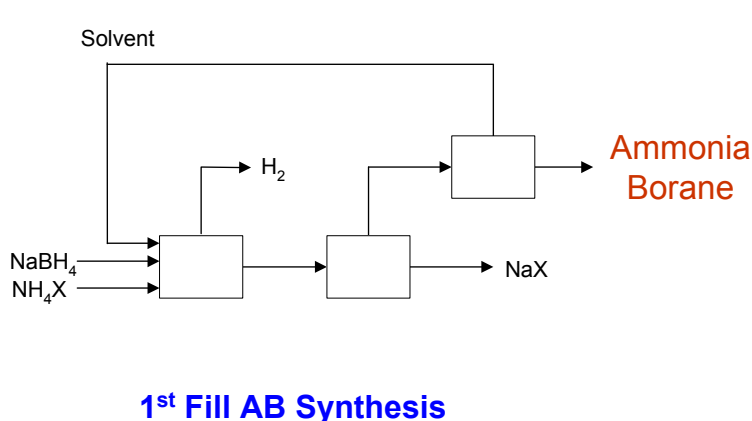 Solvent
H₂
Ammonia
Borane
NaBH₄
NH₄X
NaX
1ˢᵗ Fill AB Synthesis